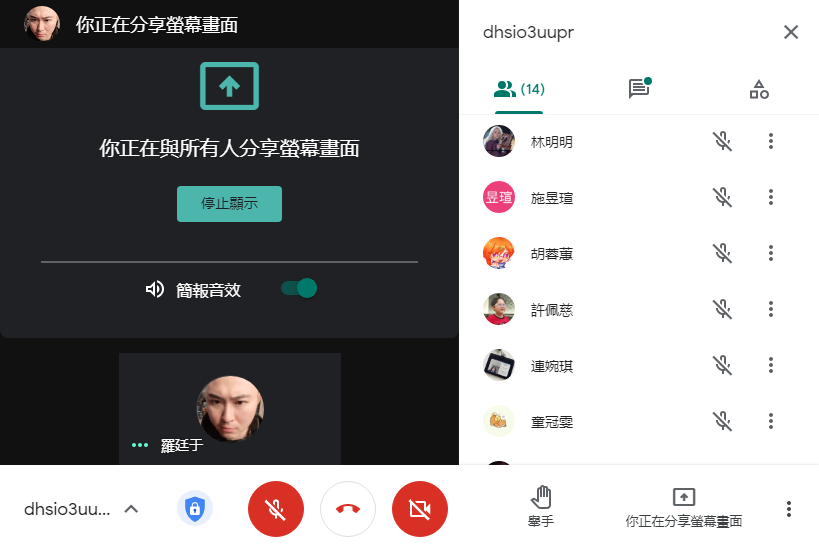 你正在分享螢幕畫面
你正在與所有人分享螢幕畫面
停止顯示
簡報音效
羅廷于
dhsio3uupr
(14)
林明明
昱瑄
施昱瑄
胡蓉蕙
許佩慈
連婉琪
童冠雯
dhsio3uu...
舉手
你正在分享螢幕畫面